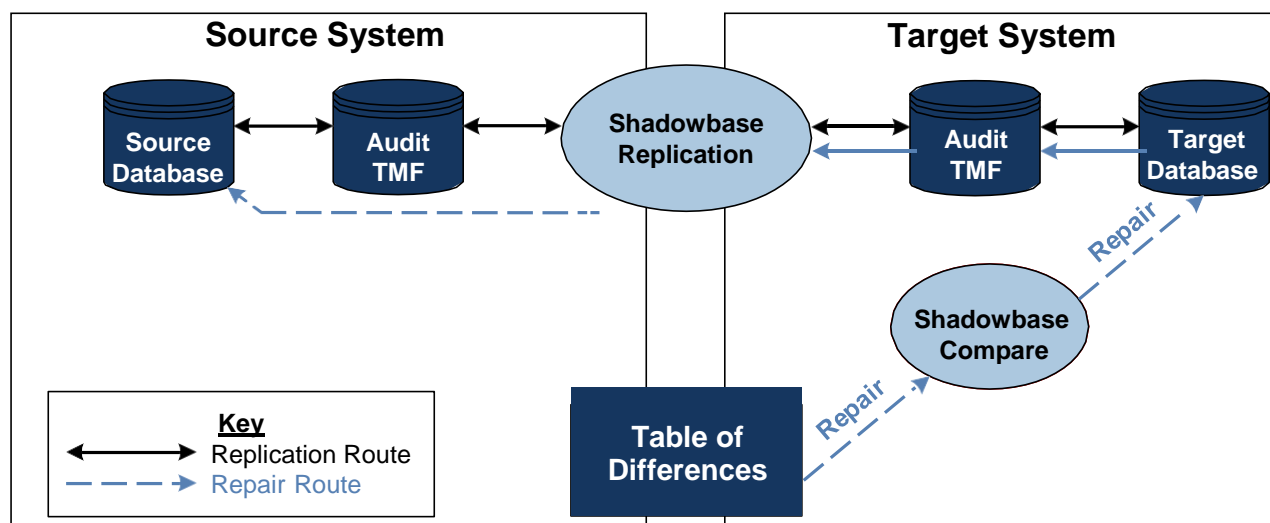 Source System
Target System
Source
Database
Audit
TMF
Shadowbase
Replication
Audit
TMF
Target
Database
Repair
Shadowbase
Compare
Repair
Table of
Differences
Key
Replication Route
Repair Route